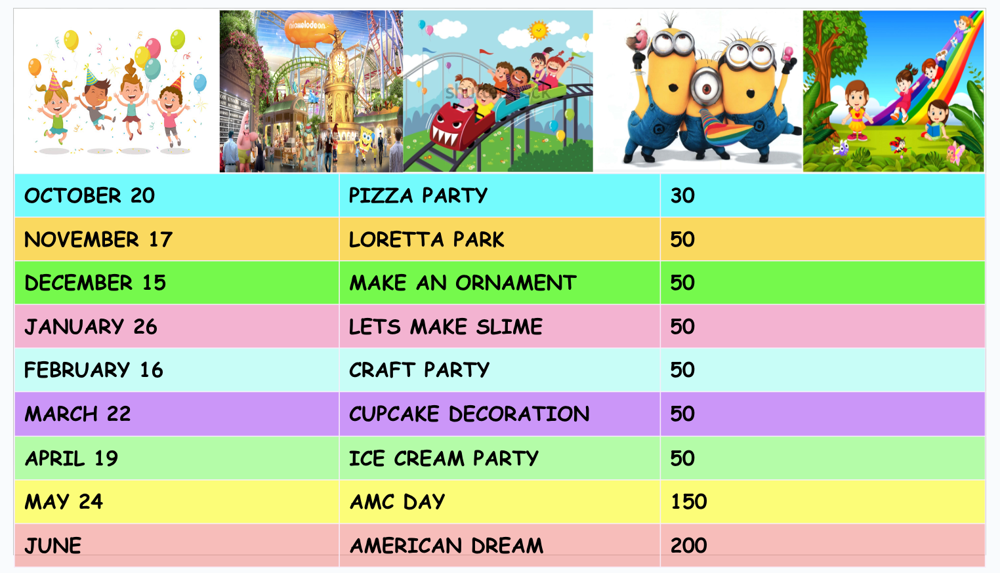 nickelodeon
shutterstock
OCTOBER 20 PIZZA PARTY 30
NOVEMBER 17 LORETTA PARK 50
DECEMBER 15 MAKE AN ORNAMENT 50
JANUARY 26 LETS MAKE SLIME 50
FEBRUARY 16 CRAFT PARTY 50
MARCH 22 CUPCAKE DECORATION 50
APRIL 19 ICE CREAM PARTY 50
MAY 24 AMC DAY 150
JUNE AMERICAN DREAM 200